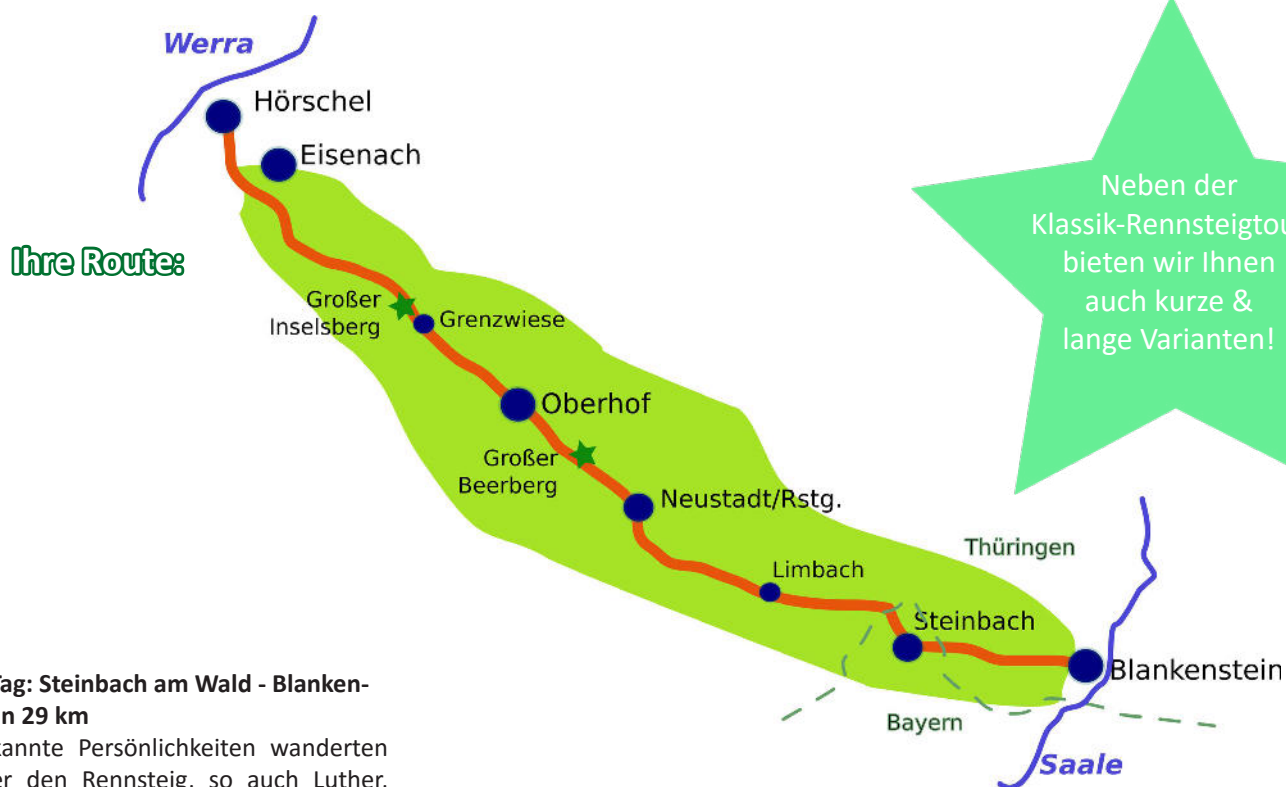 Werra
Hörschel
Eisenach
Neben der
Klassik-Rennsteigtou
bieten wir Ihnen
auch kurze &
lange Varianten!
Ihre Route:
Großer
Inselsberg
Grenzwiese
Oberhof
Großer
Beerberg
Neustadt/Rstg.
Thüringen
Limbach
Steinbach
Blankenstein
Bayern
Saale
Tag: Steinbach am Wald - Blanken-
n 29 km
annte Persönlichkeiten wanderten
er den Rennsteig, so auch Luther,